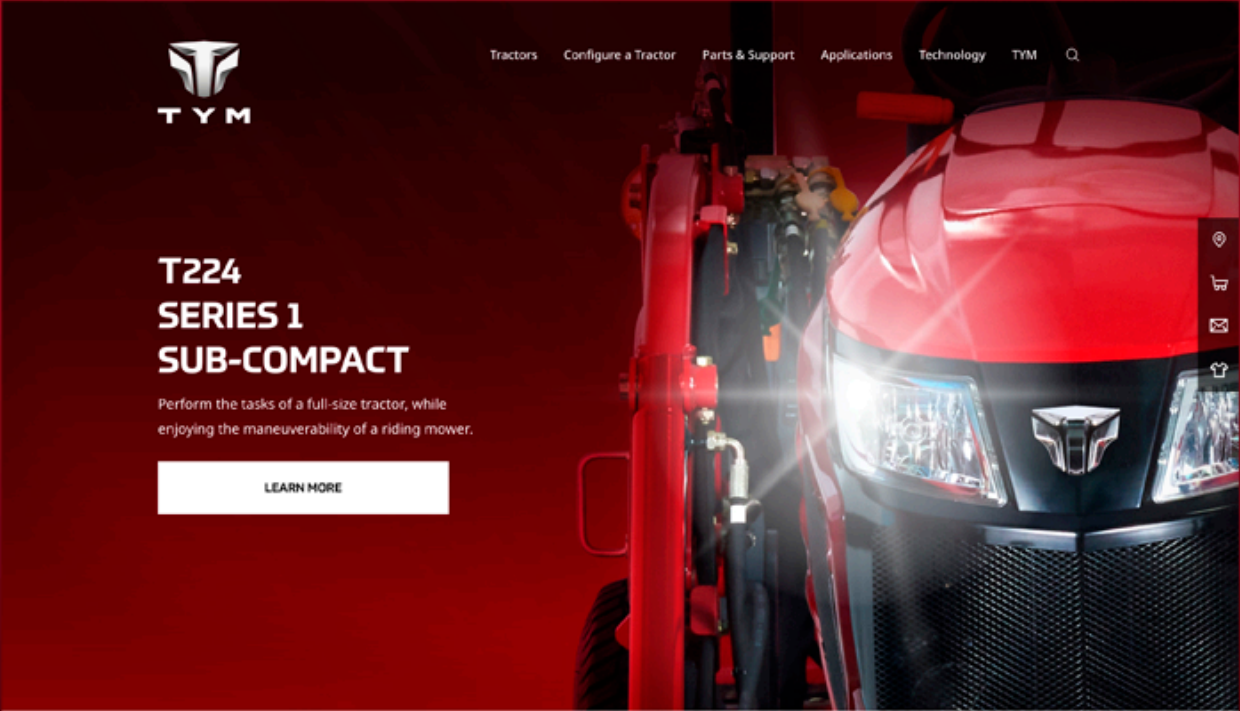 TYM
Tractors Configure a Tractor Parts & Support Applications Technology TYM
T224
SERIES 1
SUB-COMPACT
Perform the tasks of a full-size tractor, while
enjoying the maneuverability of a riding mower.
LEARN MORE